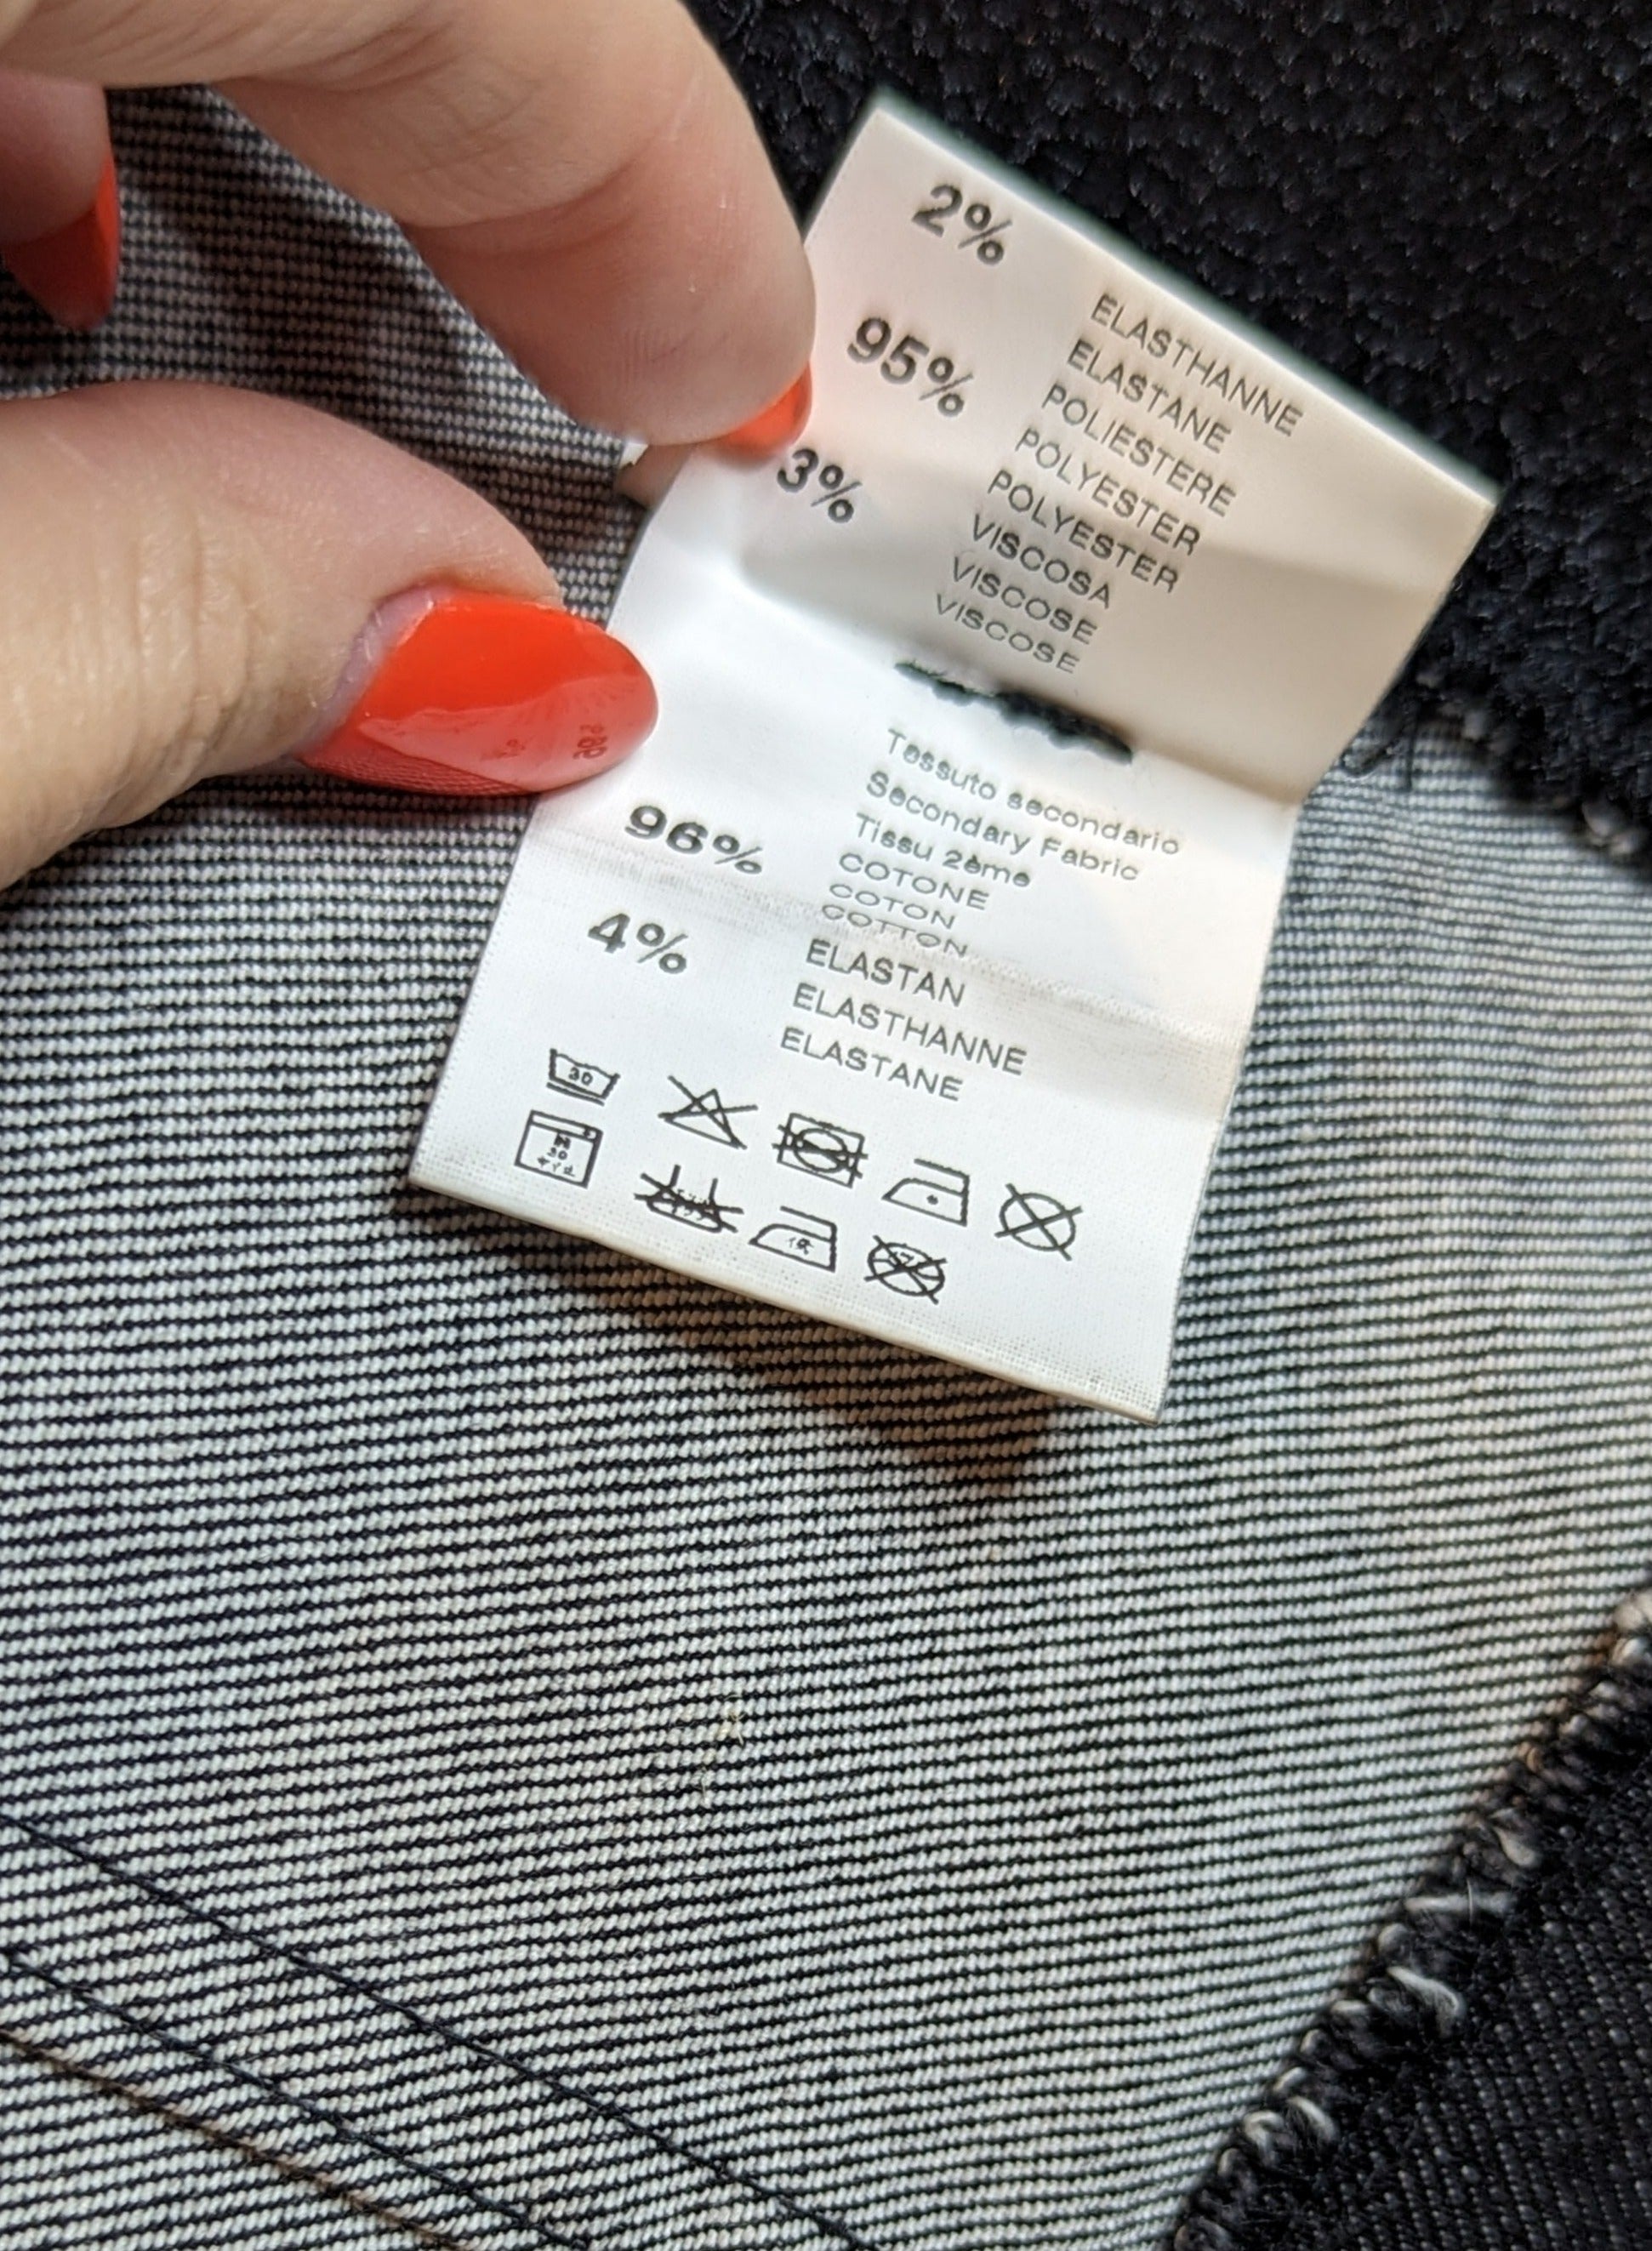 2%
ELASTHANNE
ELASTANE
95%
POLIESTERE
POLYESTER
POLYESTER
3%
VISCOSA
VISCOSE
VISCOSE
Tessuto secondario
Secondary Fabric
Tissu 2ème
96%
COTONE
COTON
COTTON
4%
ELASTAN
ELASTHANNE
ELASTANE
30
30